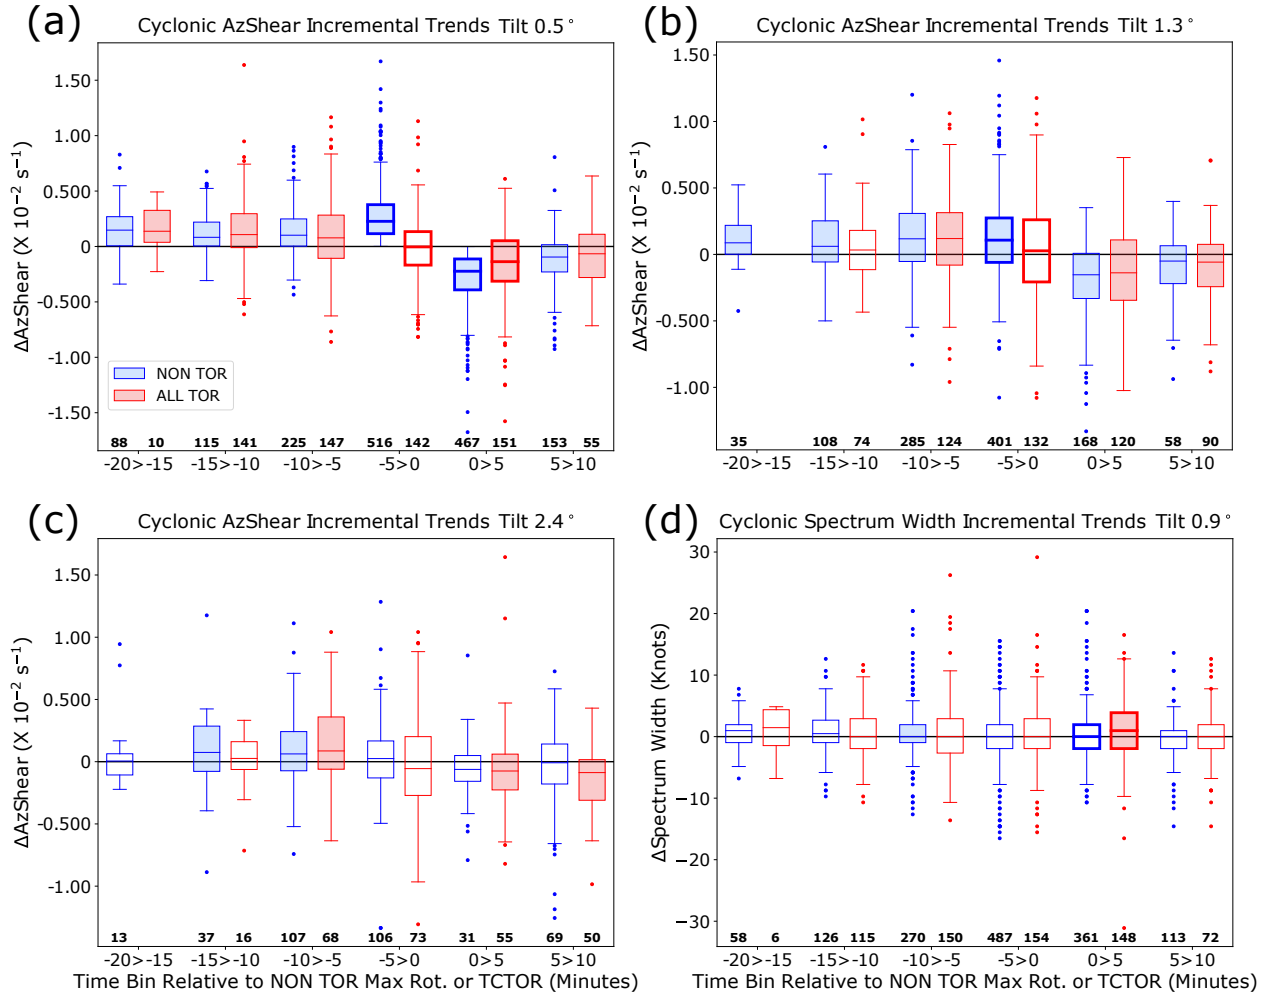 (a)
Cyclonic AzShear Incremental Trends Tilt 0.5°
ΔAzShear (X 10⁻² s⁻¹)
1.50
1.00
0.500
0
-0.500
-1.00
-1.50
NON TOR
ALL TOR
88 10 115 141 225 147 516 142 467 151 153 55
-20>-15 -15>-10 -10>-5 -5>0 0>5 5>10
(b)
Cyclonic AzShear Incremental Trends Tilt 1.3°
ΔAzShear (X 10⁻² s⁻¹)
1.50
1.00
0.500
0
-0.500
-1.00
35 108 74 285 124 401 132 168 120 58 90
-20>-15 -15>-10 -10>-5 -5>0 0>5 5>10
(c)
Cyclonic AzShear Incremental Trends Tilt 2.4°
ΔAzShear (X 10⁻² s⁻¹)
1.50
1.00
0.500
0
-0.500
-1.00
13 37 16 107 68 106 73 31 55 69 50
-20>-15 -15>-10 -10>-5 -5>0 0>5 5>10
Time Bin Relative to NON TOR Max Rot. or TCTOR (Minutes)
(d)
Cyclonic Spectrum Width Incremental Trends Tilt 0.9°
ΔSpectrum Width (Knots)
30
20
10
0
−10
−20
−30
58 6 126 115 270 150 487 154 361 148 113 72
-20>-15 -15>-10 -10>-5 -5>0 0>5 5>10
Time Bin Relative to NON TOR Max Rot. or TCTOR (Minutes)